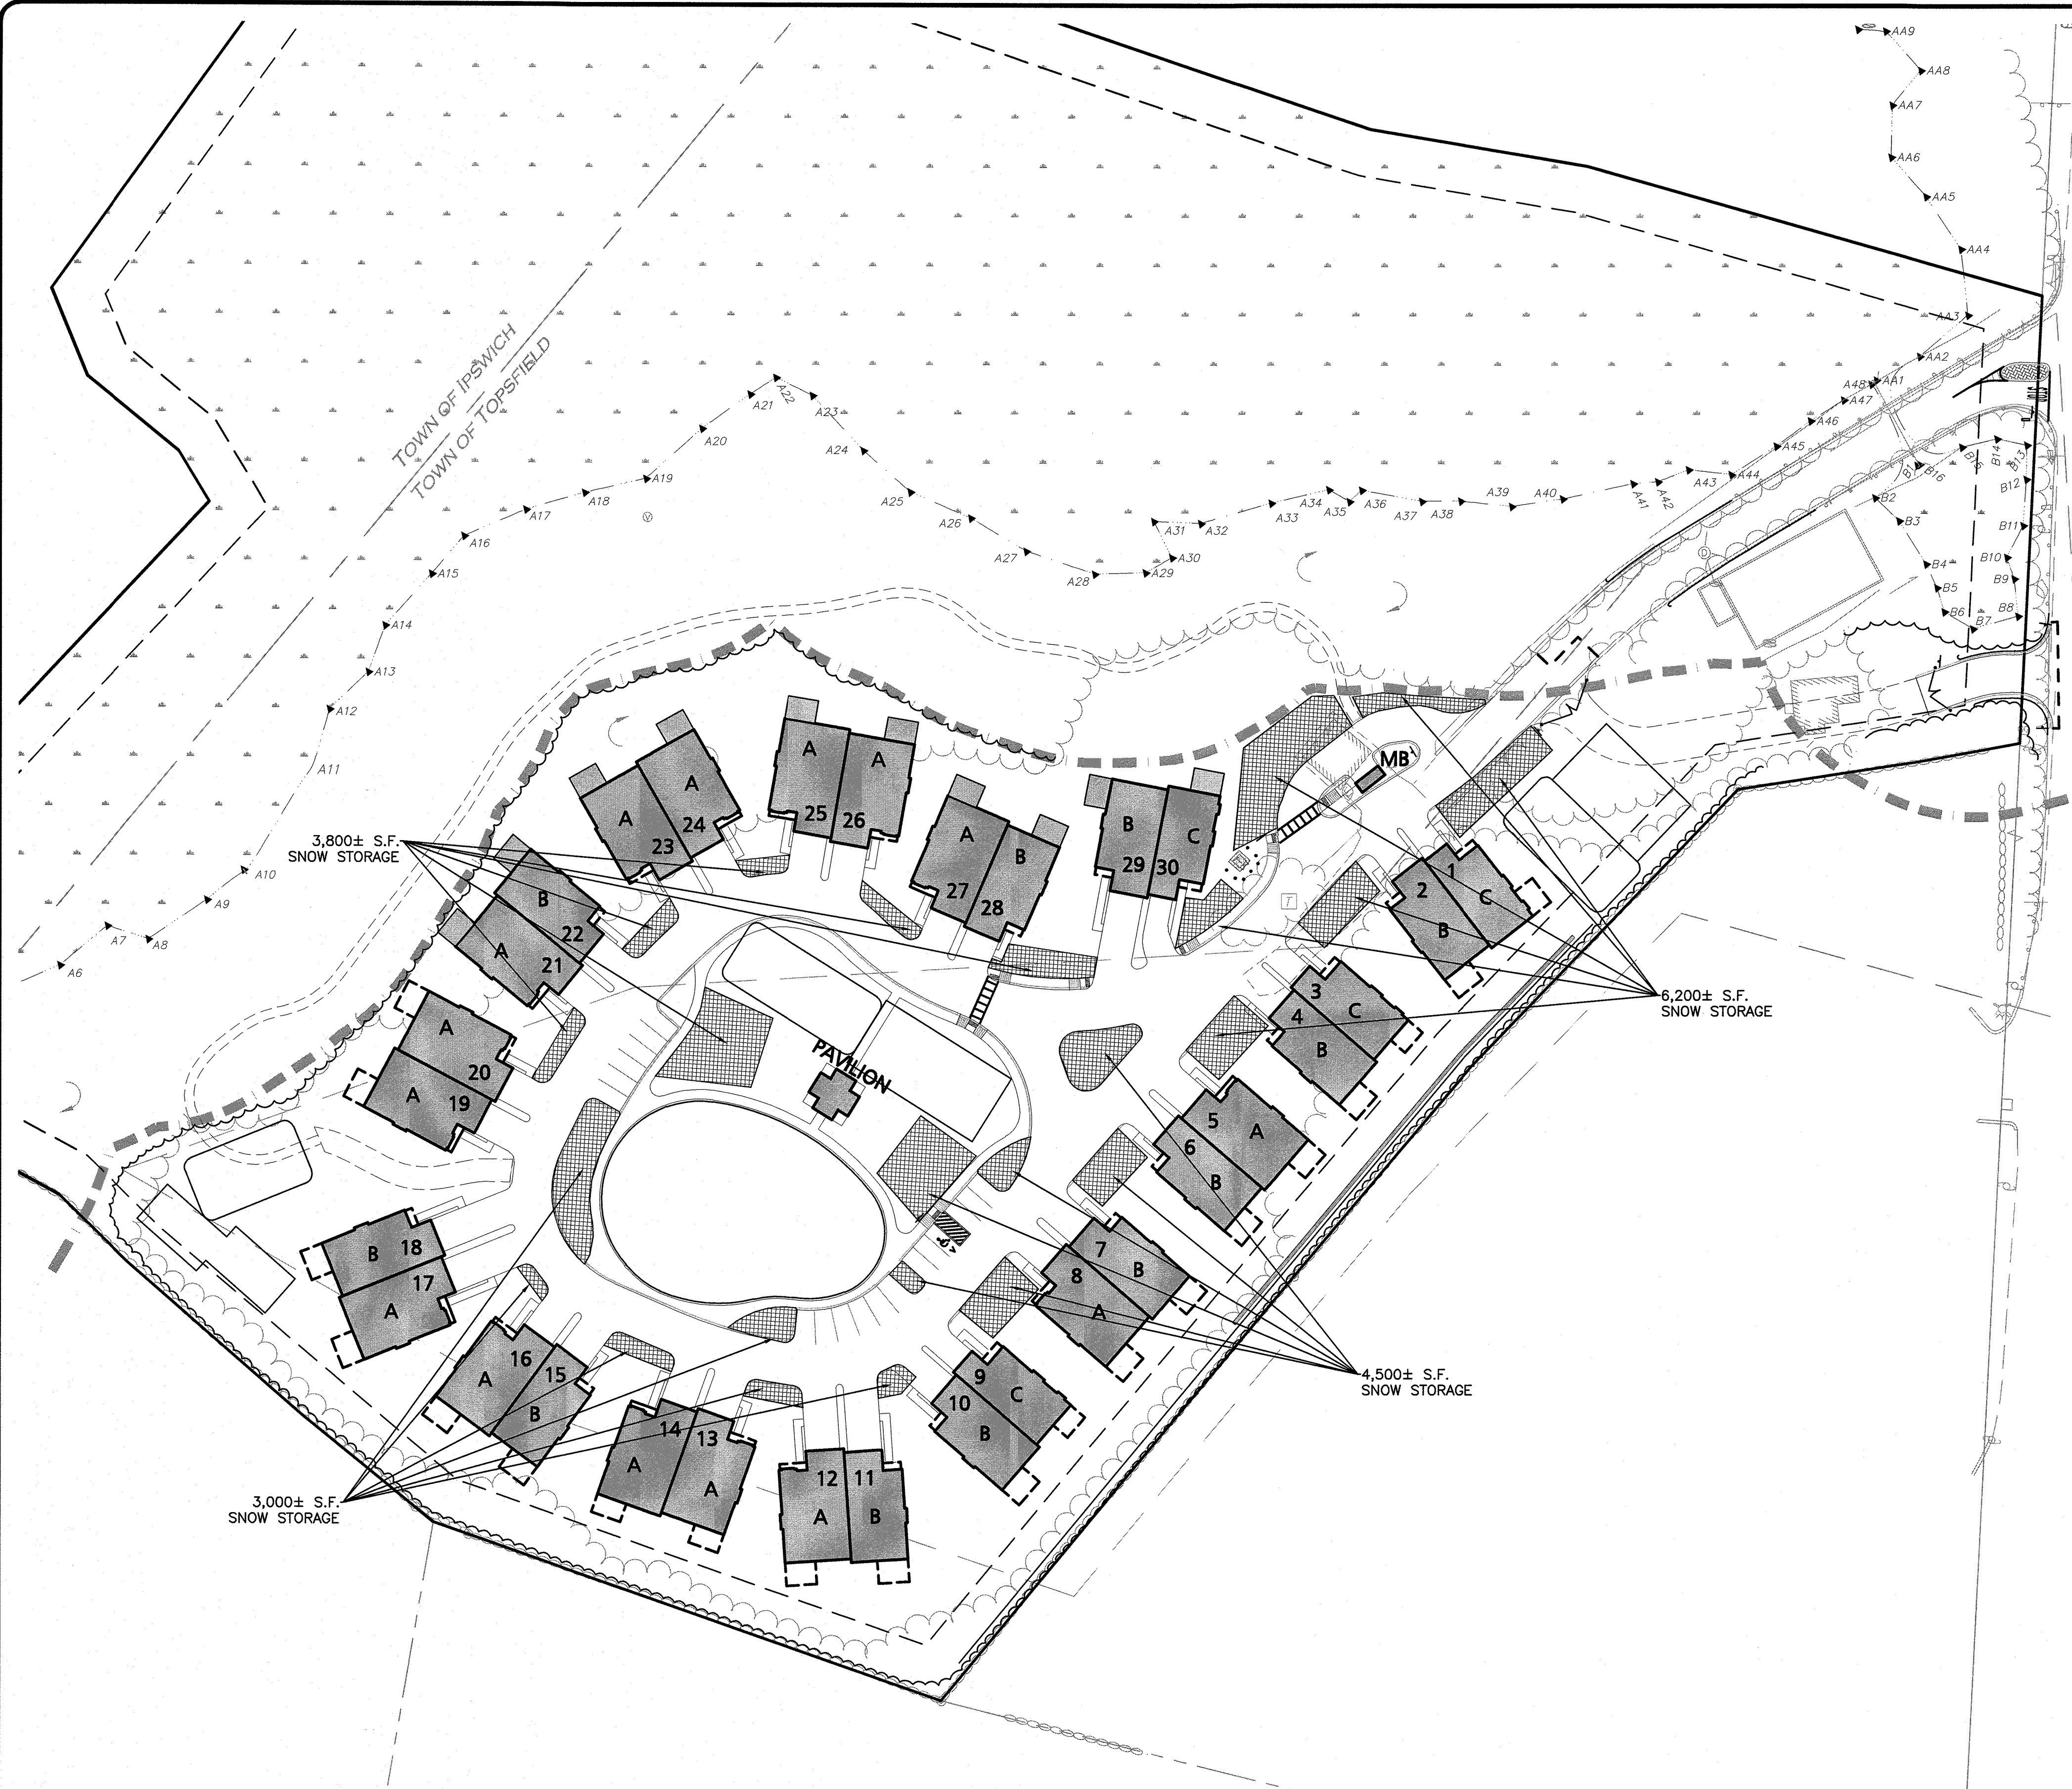 AA9
AA8
AA7
AA6
AA5
AA4
AA3
AA2
AA1
A48
A47
A46
A45
A44
A43
A42
A41
A40
A39
A38
A37
A36
A35
A34
A33
A32
A31
A30
A29
A28
A27
A26
A25
A24
A23
A22
A21
A20
A19
A18
A17
A16
A15
A14
A13
A12
A11
A10
A9
A8
A7
A6
B1
B16
B15
B14
B13
B12
B11
B10
B9
B8
B7
B6
B5
B4
B3
B2
TOWN OF IPSWICH
TOWN OF TOPSFIELD
V
D
T
MB
PAVILION
3,800± S.F.
SNOW STORAGE
6,200± S.F.
SNOW STORAGE
4,500± S.F.
SNOW STORAGE
3,000± S.F.
SNOW STORAGE
A 25
A 26
A 23
A 24
A 27
B 28
B 29
C 30
B 22
A 21
A 20
A 19
B 18
A 17
A 16
B 15
A 14
A 13
A 12
B 11
C 9
B 10
B 7
A 8
A 5
B 6
C 3
B 4
C 1
B 2